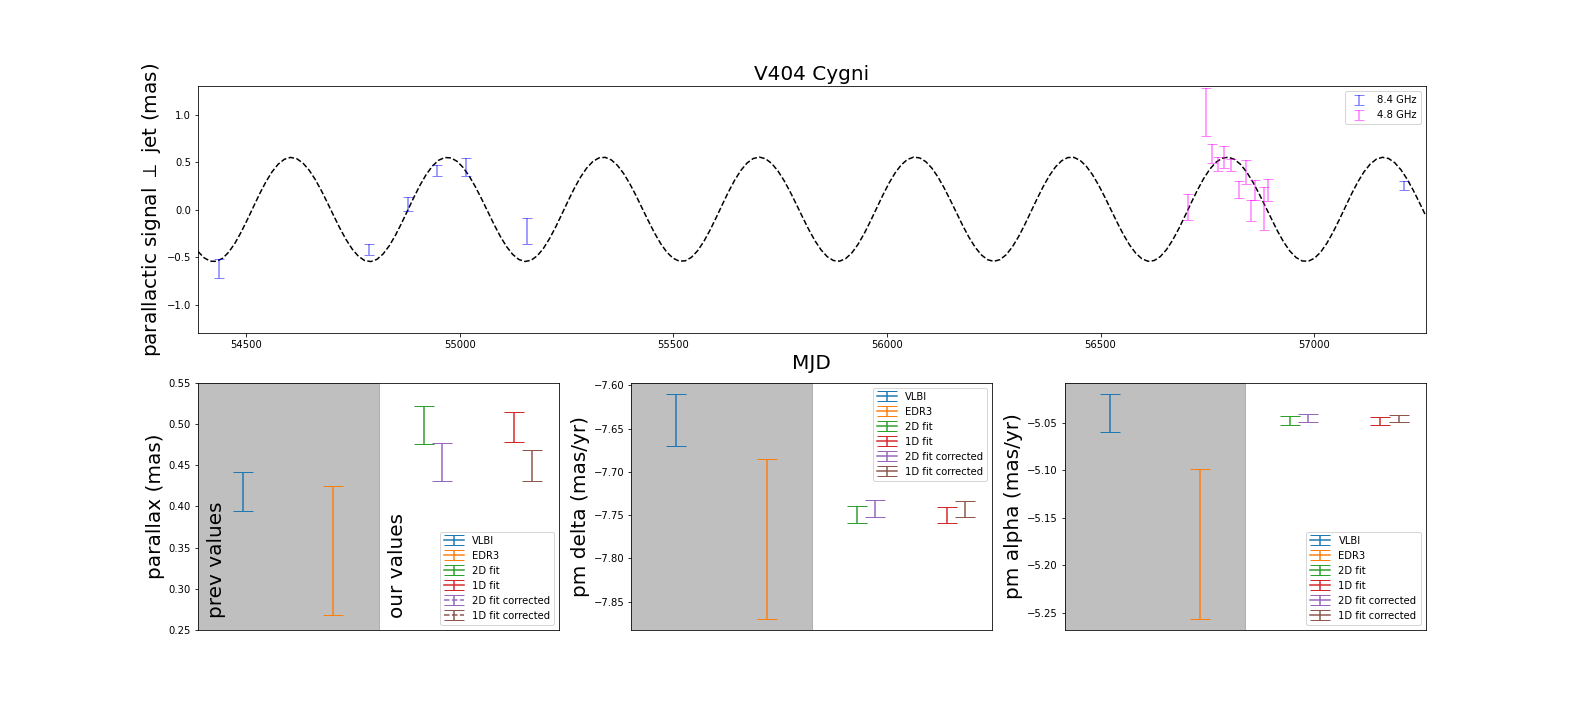 V404 Cygni
parallactic signal ⊥ jet (mas)
1.0
0.5
0.0
−0.5
−1.0
8.4 GHz
4.8 GHz
54500 55000 55500 56000 56500 57000
MJD
parallax (mas)
0.55
0.50
0.45
0.40
0.35
0.30
0.25
prev values
our values
VLBI
EDR3
2D fit
1D fit
2D fit corrected
1D fit corrected
pm delta (mas/yr)
−7.60
−7.65
−7.70
−7.75
−7.80
−7.85
VLBI
EDR3
2D fit
1D fit
2D fit corrected
1D fit corrected
pm alpha (mas/yr)
−5.05
−5.10
−5.15
−5.20
−5.25
VLBI
EDR3
2D fit
1D fit
2D fit corrected
1D fit corrected